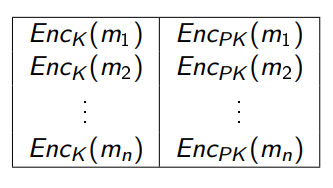 Enc_K(m_1) Enc_PK(m_1)
Enc_K(m_2) Enc_PK(m_2)
⋮ ⋮
Enc_K(m_n) Enc_PK(m_n)